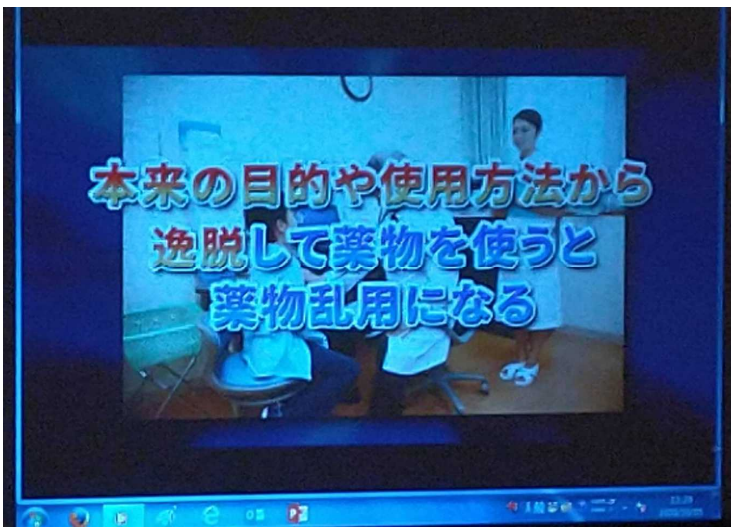 本来の目的や使用方法から
逸脱して薬物を使うと
薬物乱用になる